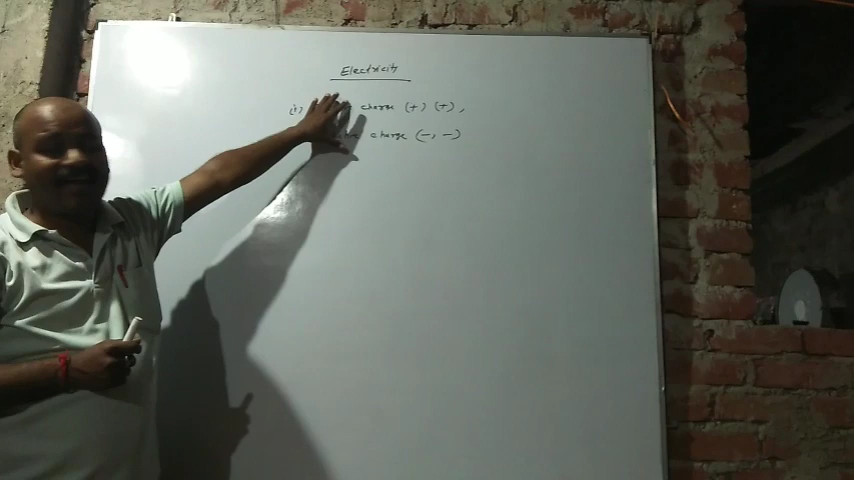 Electricity
(i) charge (+) (+),
charge (-, -)